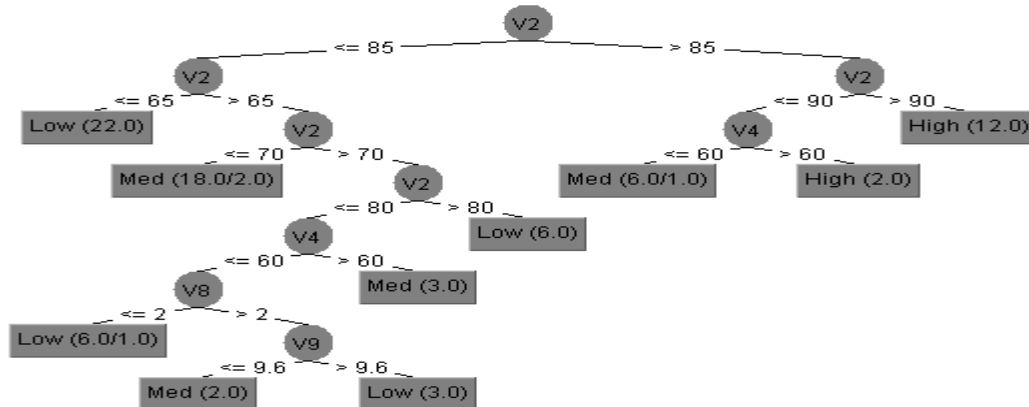 V2
<= 85 > 85
V2 V2
<= 65 > 65 <= 90 > 90
Low (22.0) V2 V4 High (12.0)
<= 70 > 70 <= 60 > 60
Med (18.0/2.0) V2 Med (6.0/1.0) High (2.0)
<= 80 > 80
V4 Low (6.0)
<= 60 > 60
V8 Med (3.0)
<= 2 > 2
Low (6.0/1.0) V9
<= 9.6 > 9.6
Med (2.0) Low (3.0)